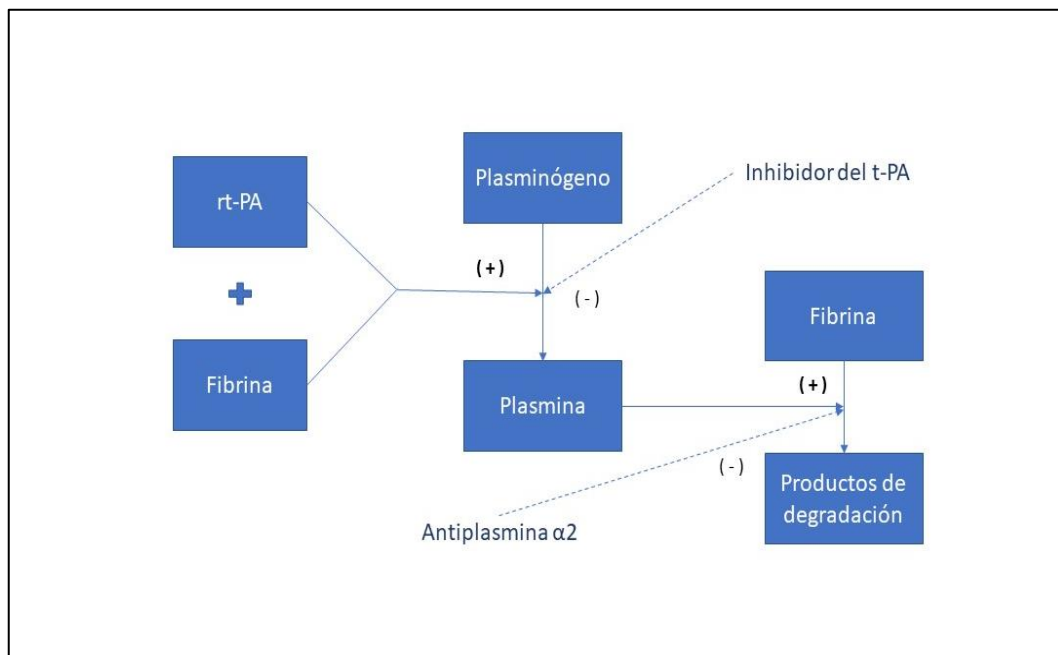 rt-PA
Fibrina
Plasminógeno
(+)
(-)
Inhibidor del t-PA
Plasmina
Fibrina
(+)
(-)
Antiplasmina α2
Productos de
degradación